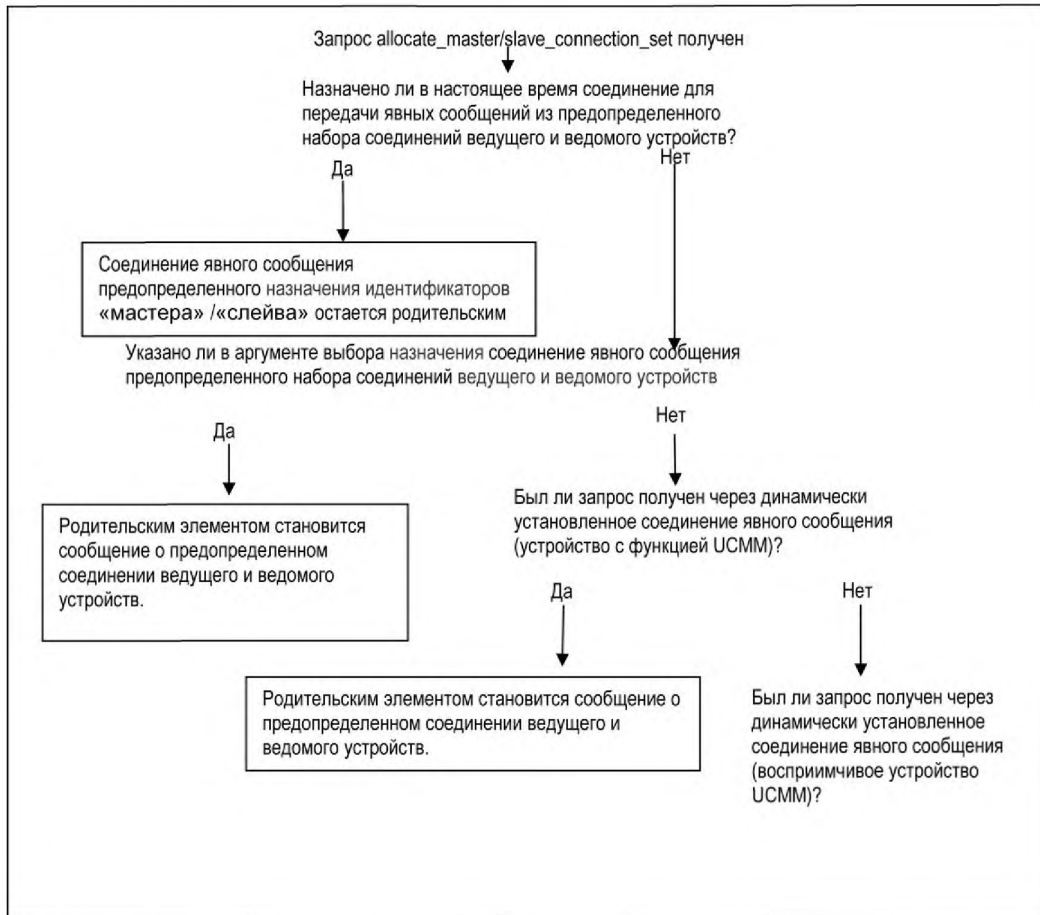 Запрос allocate_master/slave_connection_set получен
Назначено ли в настоящее время соединение для
передачи явных сообщений из предопределенного
набора соединений ведущего и ведомого устройств?
Да
Нет
Соединение явного сообщения
предопределенного назначения идентификаторов
«мастера» /«слейва» остается родительским
Указано ли в аргументе выбора назначения соединение явного сообщения
предопределенного набора соединений ведущего и ведомого устройств
Да
Нет
Родительским элементом становится
сообщение о предопределенном
соединении ведущего и ведомого
устройств.
Был ли запрос получен через динамически
установленное соединение явного сообщения
(устройство с функцией UCMM)?
Да
Нет
Родительским элементом становится сообщение о
предопределенном соединении ведущего и
ведомого устройств.
Был ли запрос получен через
динамически установленное
соединение явного сообщения
(восприимчивое устройство
UCMM)?